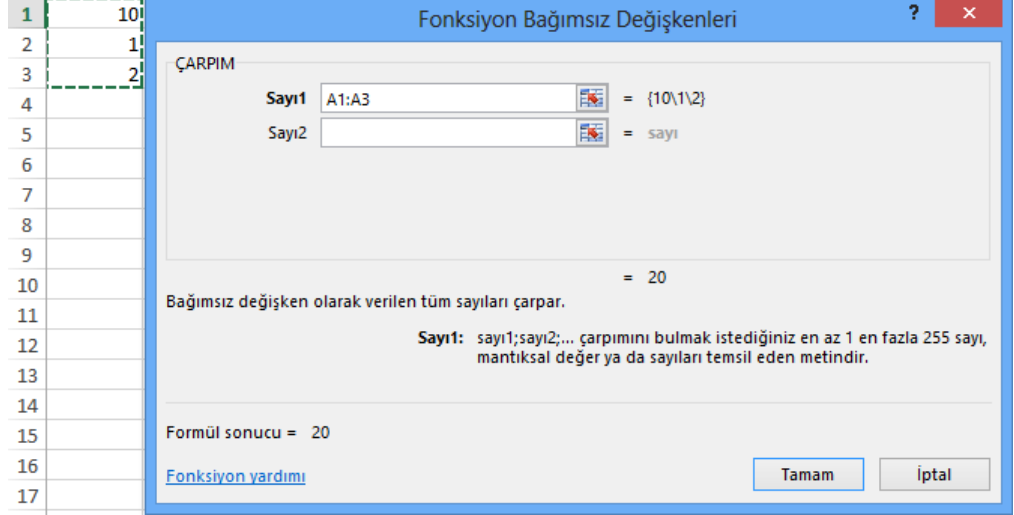 Fonksiyon Bağımsız Değişkenleri ? ×
1 10
2 1
3 2
4
5
6
7
8
9
10
11
12
13
14
15
16
17
ÇARPIM
Sayı1 A1:A3 = {10\1\2}
Sayı2 = sayı
= 20
Bağımsız değişken olarak verilen tüm sayıları çarpar.
Sayı1: sayı1;sayı2;... çarpımını bulmak istediğiniz en az 1 en fazla 255 sayı,
mantıksal değer ya da sayıları temsil eden metindir.
Formül sonucu = 20
Fonksiyon yardımı
Tamam
İptal